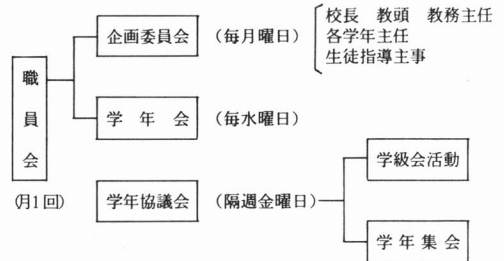 企画委員会 (毎月曜日)
校長 教頭 教務主任
各学年主任
生徒指導主事
職員会
(月1回)
学年会 (毎水曜日)
学年協議会 (隔週金曜日)
学級会活動
学年集会